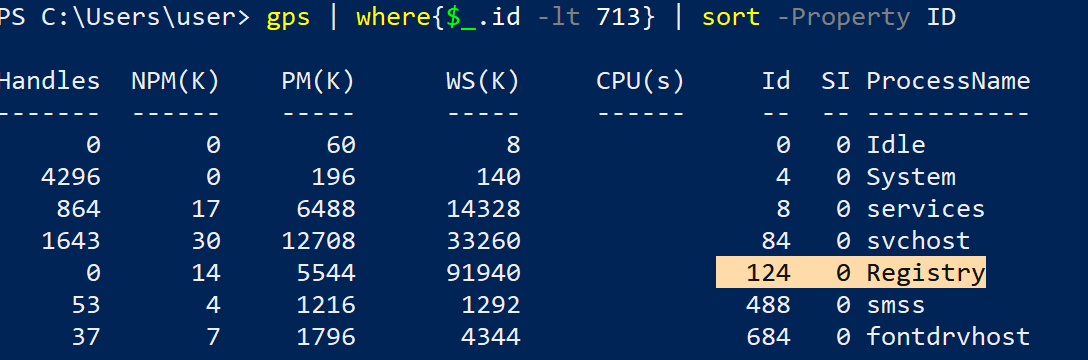 PS C:\Users\user> gps | where{$_.id -lt 713} | sort -Property ID
Handles NPM(K) PM(K) WS(K) CPU(s) Id SI ProcessName
------- ------ ----- ----- ------ -- -- -----------
0 0 60 8 0 0 Idle
4296 0 196 140 4 0 System
864 17 6488 14328 8 0 services
1643 30 12708 33260 84 0 svchost
0 14 5544 91940 124 0 Registry
53 4 1216 1292 488 0 smss
37 7 1796 4344 684 0 fontdrvhost